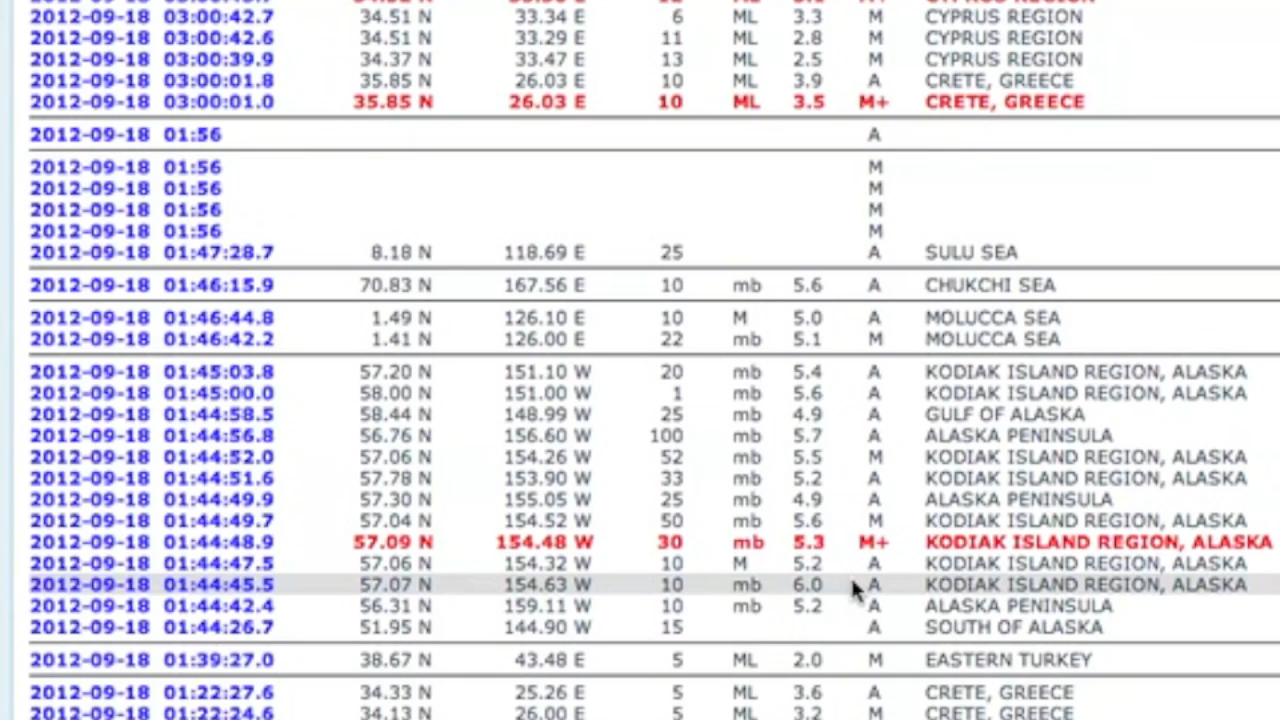 2012-09-18 03:00:42.7 34.51 N 33.34 E 6 ML 3.3 M CYPRUS REGION
2012-09-18 03:00:42.6 34.51 N 33.29 E 11 ML 2.8 M CYPRUS REGION
2012-09-18 03:00:39.9 34.37 N 33.47 E 13 ML 2.5 M CYPRUS REGION
2012-09-18 03:00:01.8 35.85 N 26.03 E 10 ML 3.9 A CRETE, GREECE
2012-09-18 03:00:01.0 35.85 N 26.03 E 10 ML 3.5 M+ CRETE, GREECE
2012-09-18 01:56 A
2012-09-18 01:56 M
2012-09-18 01:56 M
2012-09-18 01:56 M
2012-09-18 01:56 M
2012-09-18 01:47:28.7 8.18 N 118.69 E 25 A SULU SEA
2012-09-18 01:46:15.9 70.83 N 167.56 E 10 mb 5.6 A CHUKCHI SEA
2012-09-18 01:46:44.8 1.49 N 126.10 E 10 M 5.0 A MOLUCCA SEA
2012-09-18 01:46:42.2 1.41 N 126.00 E 22 mb 5.1 M MOLUCCA SEA
2012-09-18 01:45:03.8 57.20 N 151.10 W 20 mb 5.4 A KODIAK ISLAND REGION, ALASKA
2012-09-18 01:45:00.0 58.00 N 151.00 W 1 mb 5.6 A KODIAK ISLAND REGION, ALASKA
2012-09-18 01:44:58.5 58.44 N 148.99 W 25 mb 4.9 A GULF OF ALASKA
2012-09-18 01:44:56.8 56.76 N 156.60 W 100 mb 5.7 A ALASKA PENINSULA
2012-09-18 01:44:52.0 57.06 N 154.26 W 52 mb 5.5 M KODIAK ISLAND REGION, ALASKA
2012-09-18 01:44:51.6 57.78 N 153.90 W 33 mb 5.2 A KODIAK ISLAND REGION, ALASKA
2012-09-18 01:44:49.9 57.30 N 155.05 W 25 mb 4.9 A ALASKA PENINSULA
2012-09-18 01:44:49.7 57.04 N 154.52 W 50 mb 5.6 M KODIAK ISLAND REGION, ALASKA
2012-09-18 01:44:48.9 57.09 N 154.48 W 30 mb 5.3 M+ KODIAK ISLAND REGION, ALASKA
2012-09-18 01:44:47.5 57.06 N 154.32 W 10 M 5.2 A KODIAK ISLAND REGION, ALASKA
2012-09-18 01:44:45.5 57.07 N 154.63 W 10 mb 6.0 A KODIAK ISLAND REGION, ALASKA
2012-09-18 01:44:42.4 56.31 N 159.11 W 10 mb 5.2 A ALASKA PENINSULA
2012-09-18 01:44:26.7 51.95 N 144.90 W 15 A SOUTH OF ALASKA
2012-09-18 01:39:27.0 38.67 N 43.48 E 5 ML 2.0 M EASTERN TURKEY
2012-09-18 01:22:27.6 34.33 N 25.26 E 5 ML 3.6 A CRETE, GREECE
2012-09-18 01:22:24.6 34.13 N 26.00 E 5 ML 3.2 M CRETE, GREECE